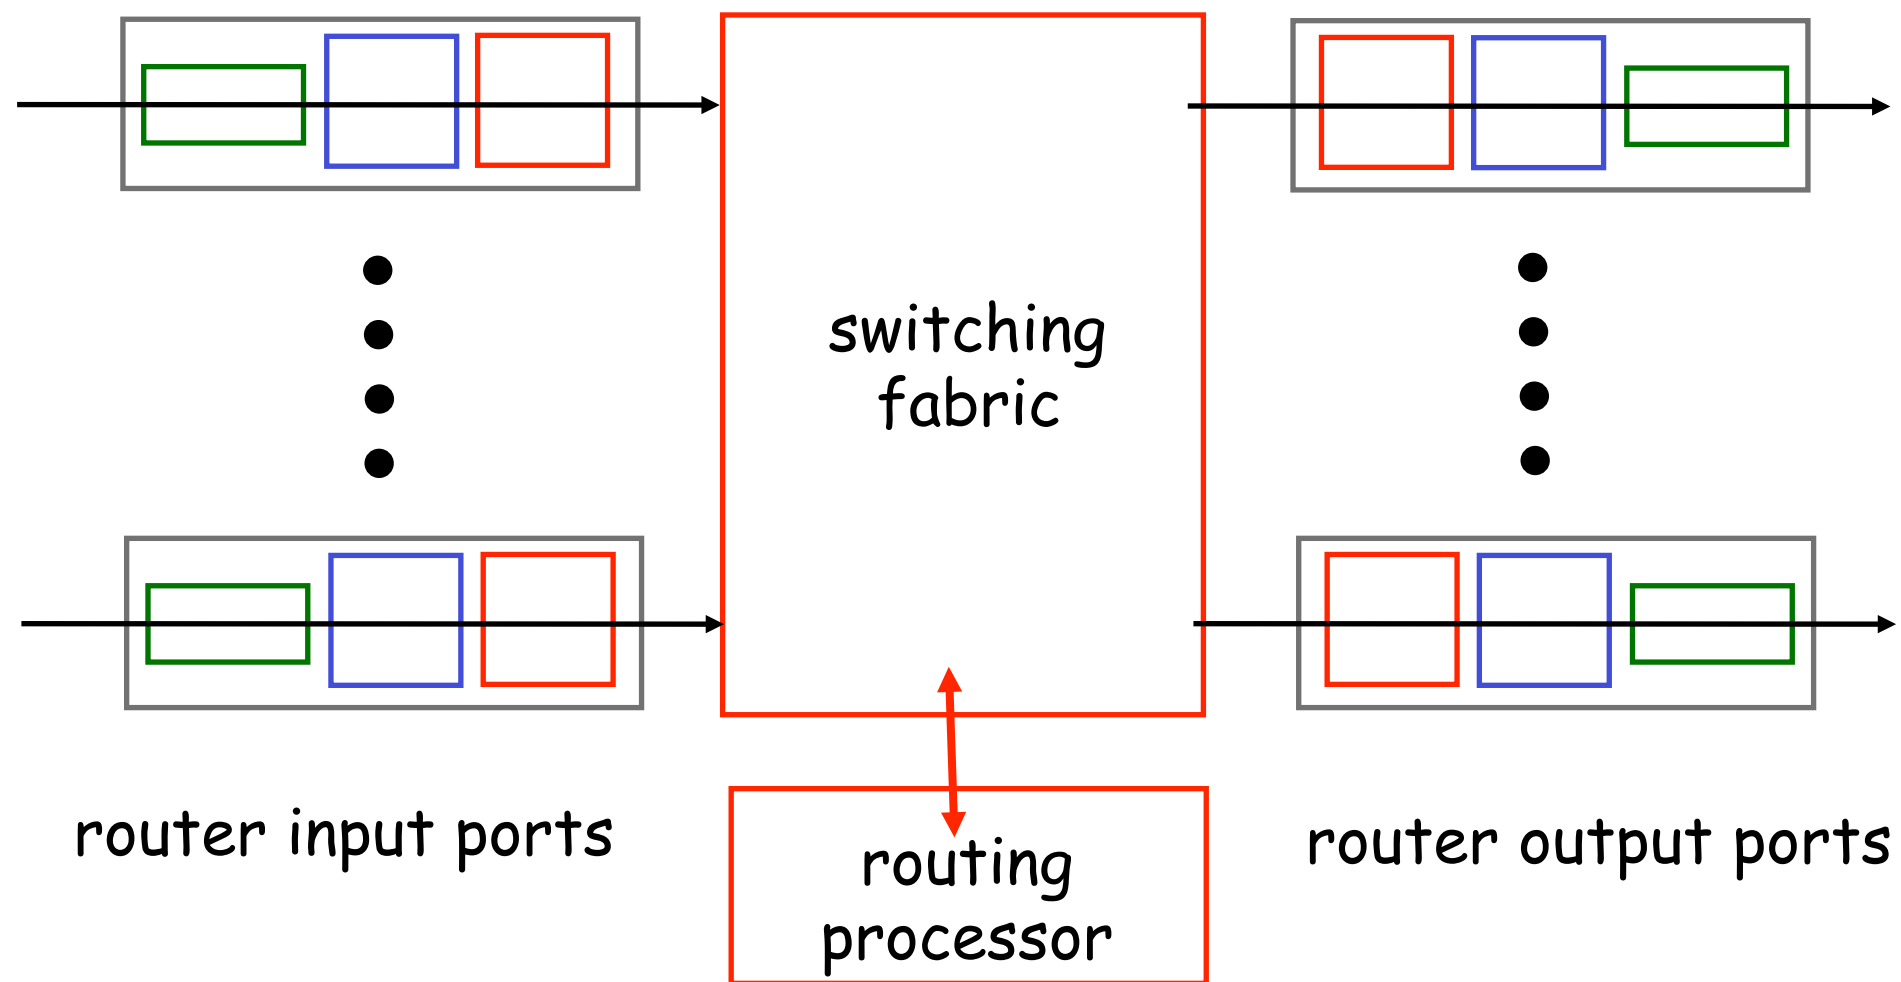 switching
fabric
router input ports
router output ports
routing
processor